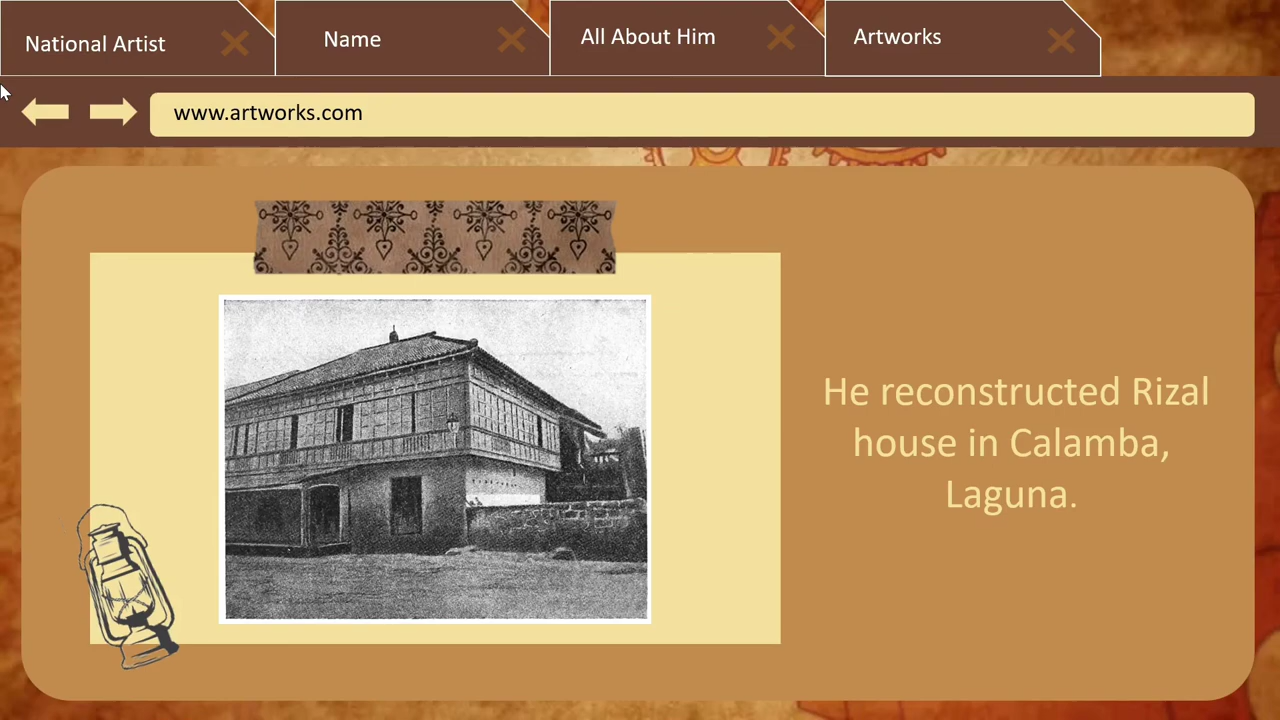 National Artist
Name
All About Him
Artworks
www.artworks.com
He reconstructed Rizal
house in Calamba,
Laguna.